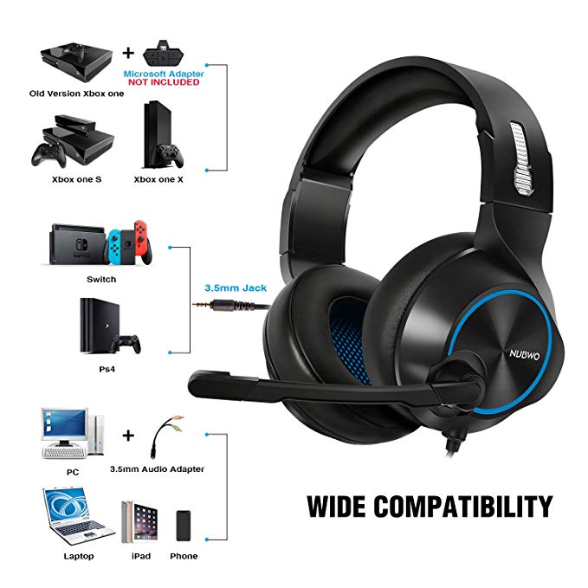 +
Microsoft Adapter
NOT INCLUDED
Old Version Xbox one
Xbox one S
Xbox one X
Switch
3.5mm Jack
Ps4
NUBWO
+
PC
3.5mm Audio Adapter
Laptop
iPad
Phone
WIDE COMPATIBILITY